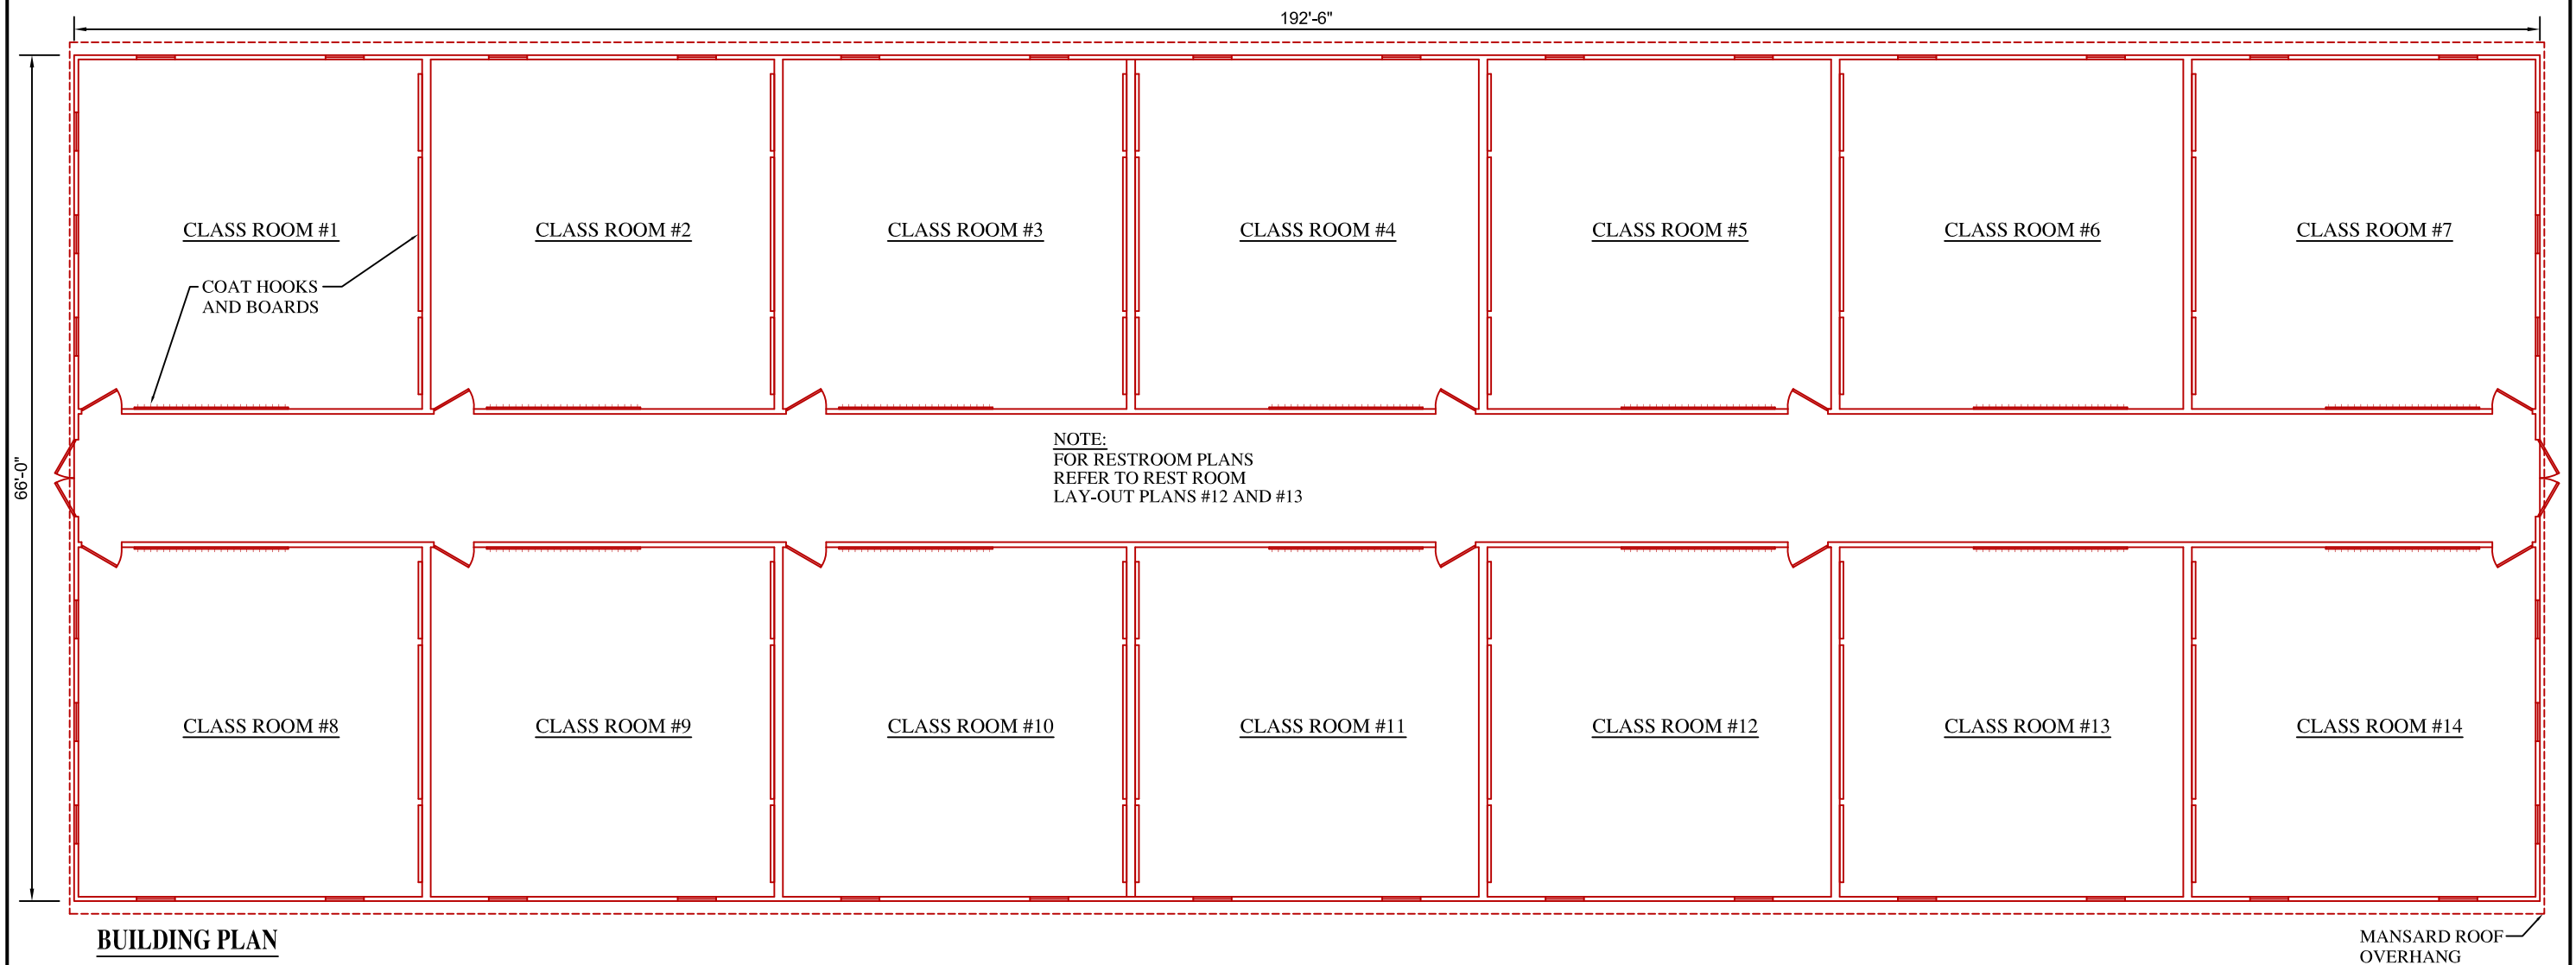 192'-6"
66'-0"
CLASS ROOM #1
CLASS ROOM #2
CLASS ROOM #3
CLASS ROOM #4
CLASS ROOM #5
CLASS ROOM #6
CLASS ROOM #7
COAT HOOKS
AND BOARDS
NOTE:
FOR RESTROOM PLANS
REFER TO REST ROOM
LAY-OUT PLANS #12 AND #13
CLASS ROOM #8
CLASS ROOM #9
CLASS ROOM #10
CLASS ROOM #11
CLASS ROOM #12
CLASS ROOM #13
CLASS ROOM #14
BUILDING PLAN
MANSARD ROOF
OVERHANG